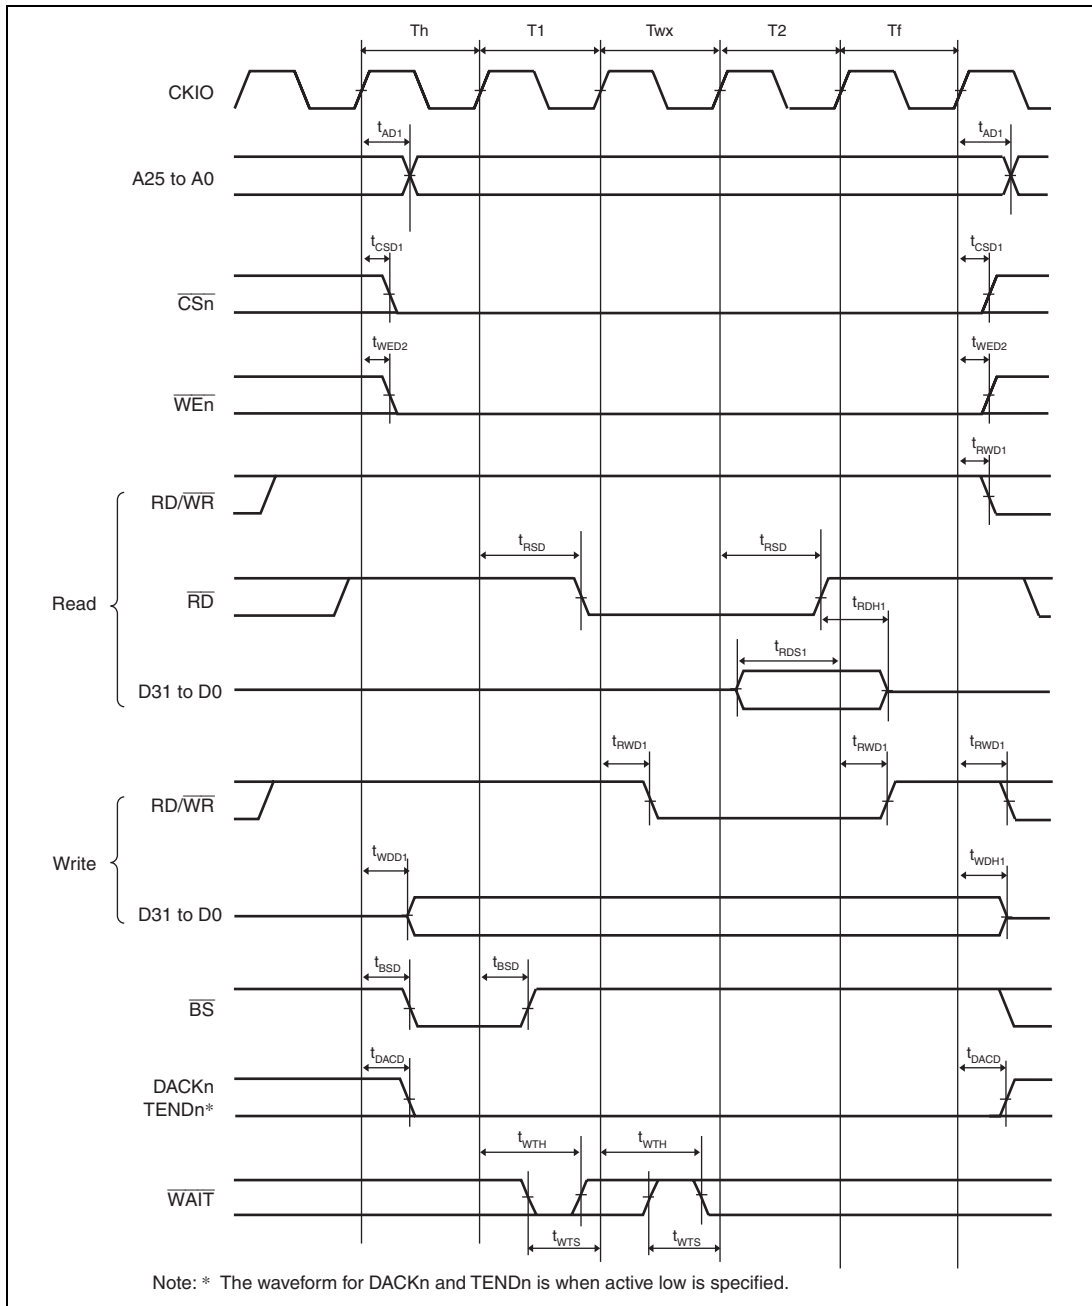 Th T1 Twx T2 Tf
CKIO
tAD1 tAD1
A25 to A0
tCSD1 tCSD1
CSn
tWED2 tWED2
WEn
tRWD1
RD/WR
tRSD tRSD
Read
RD
tRDH1
tRDS1
D31 to D0
tRWD1 tRWD1 tRWD1
RD/WR
tWDD1 tWDH1
Write
D31 to D0
tBSD tBSD
BS
tDACD tDACD
DACKn
TENDn*
tWTH tWTH
WAIT
tWTS tWTS
Note: * The waveform for DACKn and TENDn is when active low is specified.